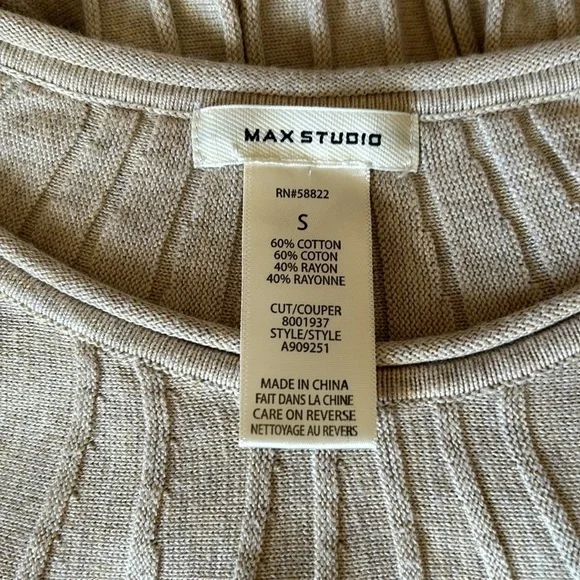 MAX STUDIO
RN#58822
S
60% COTTON
60% COTON
40% RAYON
40% RAYONNE
CUT/COUPER
8001937
STYLE/STYLE
A909251
MADE IN CHINA
FAIT DANS LA CHINE
CARE ON REVERSE
NETTOYAGE AU REVERS